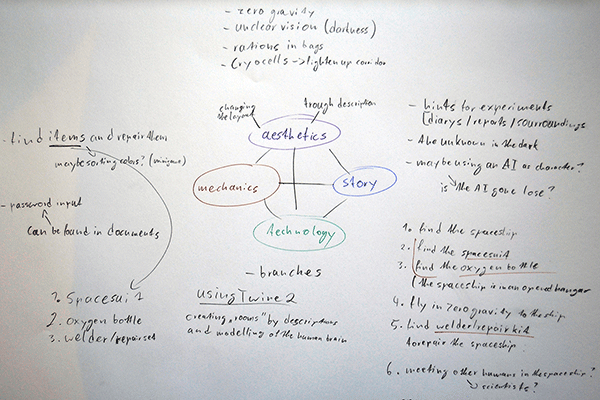 - zero gravity
- unclear vision (darkness)
- rations in bags
- Cryocells -> lighten up corridor
changing the layout
trough description
aesthetics
mechanics
story
technology
- find items and repair them
maybe sorting colors? (minigame)
- password input
can be found in documents
1. Spacesuit
2. oxygen bottle
3. welder/repairset
- branches
using Twine 2
creating "rooms" by descriptions
and modelling of the human brain
- hints for experiments
(diarys/reports/sourroundings
- the unknown in the dark
- maybe using an AI as character?
is the AI gone lose?
1. find the spaceship
2. find the spacesuit
3. find the oxygen bottle
(the spaceship is in an opened hangar
4. fly in zero gravity to the ship
5. find welder/repair kit
to repair the spaceship
6. meeting other humans in the spaceship?
scientists?